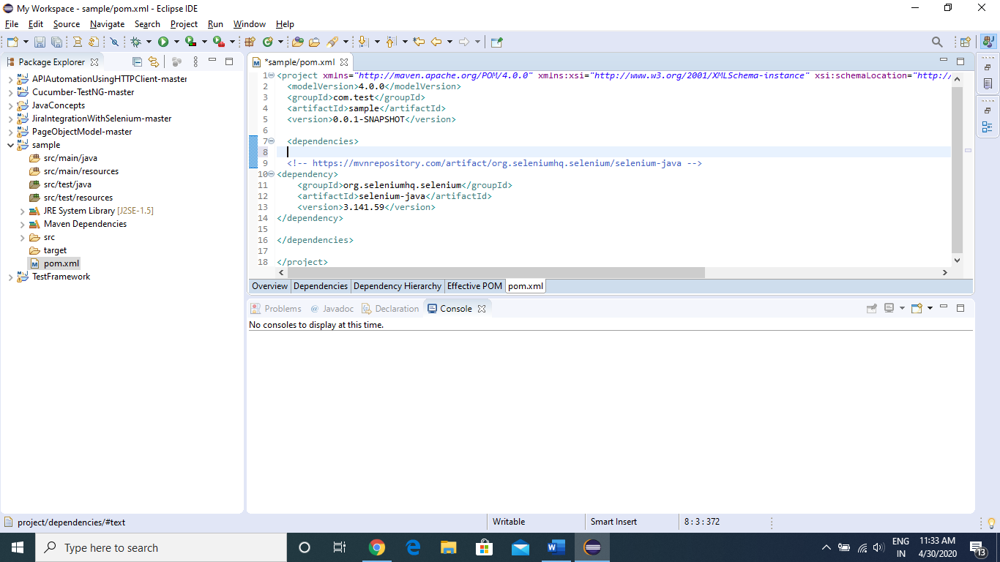 My Workspace - sample/pom.xml - Eclipse IDE
File Edit Source Navigate Search Project Run Window Help
Package Explorer
APIAutomationUsingHTTPClient-master
Cucumber-TestNG-master
JavaConcepts
JiraIntegrationWithSelenium-master
PageObjectModel-master
sample
src/main/java
src/main/resources
src/test/java
src/test/resources
JRE System Library [J2SE-1.5]
Maven Dependencies
src
target
pom.xml
TestFramework
*sample/pom.xml
1 <project xmlns="http://maven.apache.org/POM/4.0.0" xmlns:xsi="http://www.w3.org/2001/XMLSchema-instance" xsi:schemaLocation="http:/
2 <modelVersion>4.0.0</modelVersion>
3 <groupId>com.test</groupId>
4 <artifactId>sample</artifactId>
5 <version>0.0.1-SNAPSHOT</version>
6
7 <dependencies>
8
9 <!-- https://mvnrepository.com/artifact/org.seleniumhq.selenium/selenium-java -->
10 <dependency>
11 <groupId>org.seleniumhq.selenium</groupId>
12 <artifactId>selenium-java</artifactId>
13 <version>3.141.59</version>
14 </dependency>
15
16 </dependencies>
17
18 </project>
Overview Dependencies Dependency Hierarchy Effective POM pom.xml
Problems @ Javadoc Declaration Console
No consoles to display at this time.
project/dependencies/#text
Writable
Smart Insert
8 : 3 : 372
Type here to search
ENG
IN
11:33 AM
4/30/2020
13